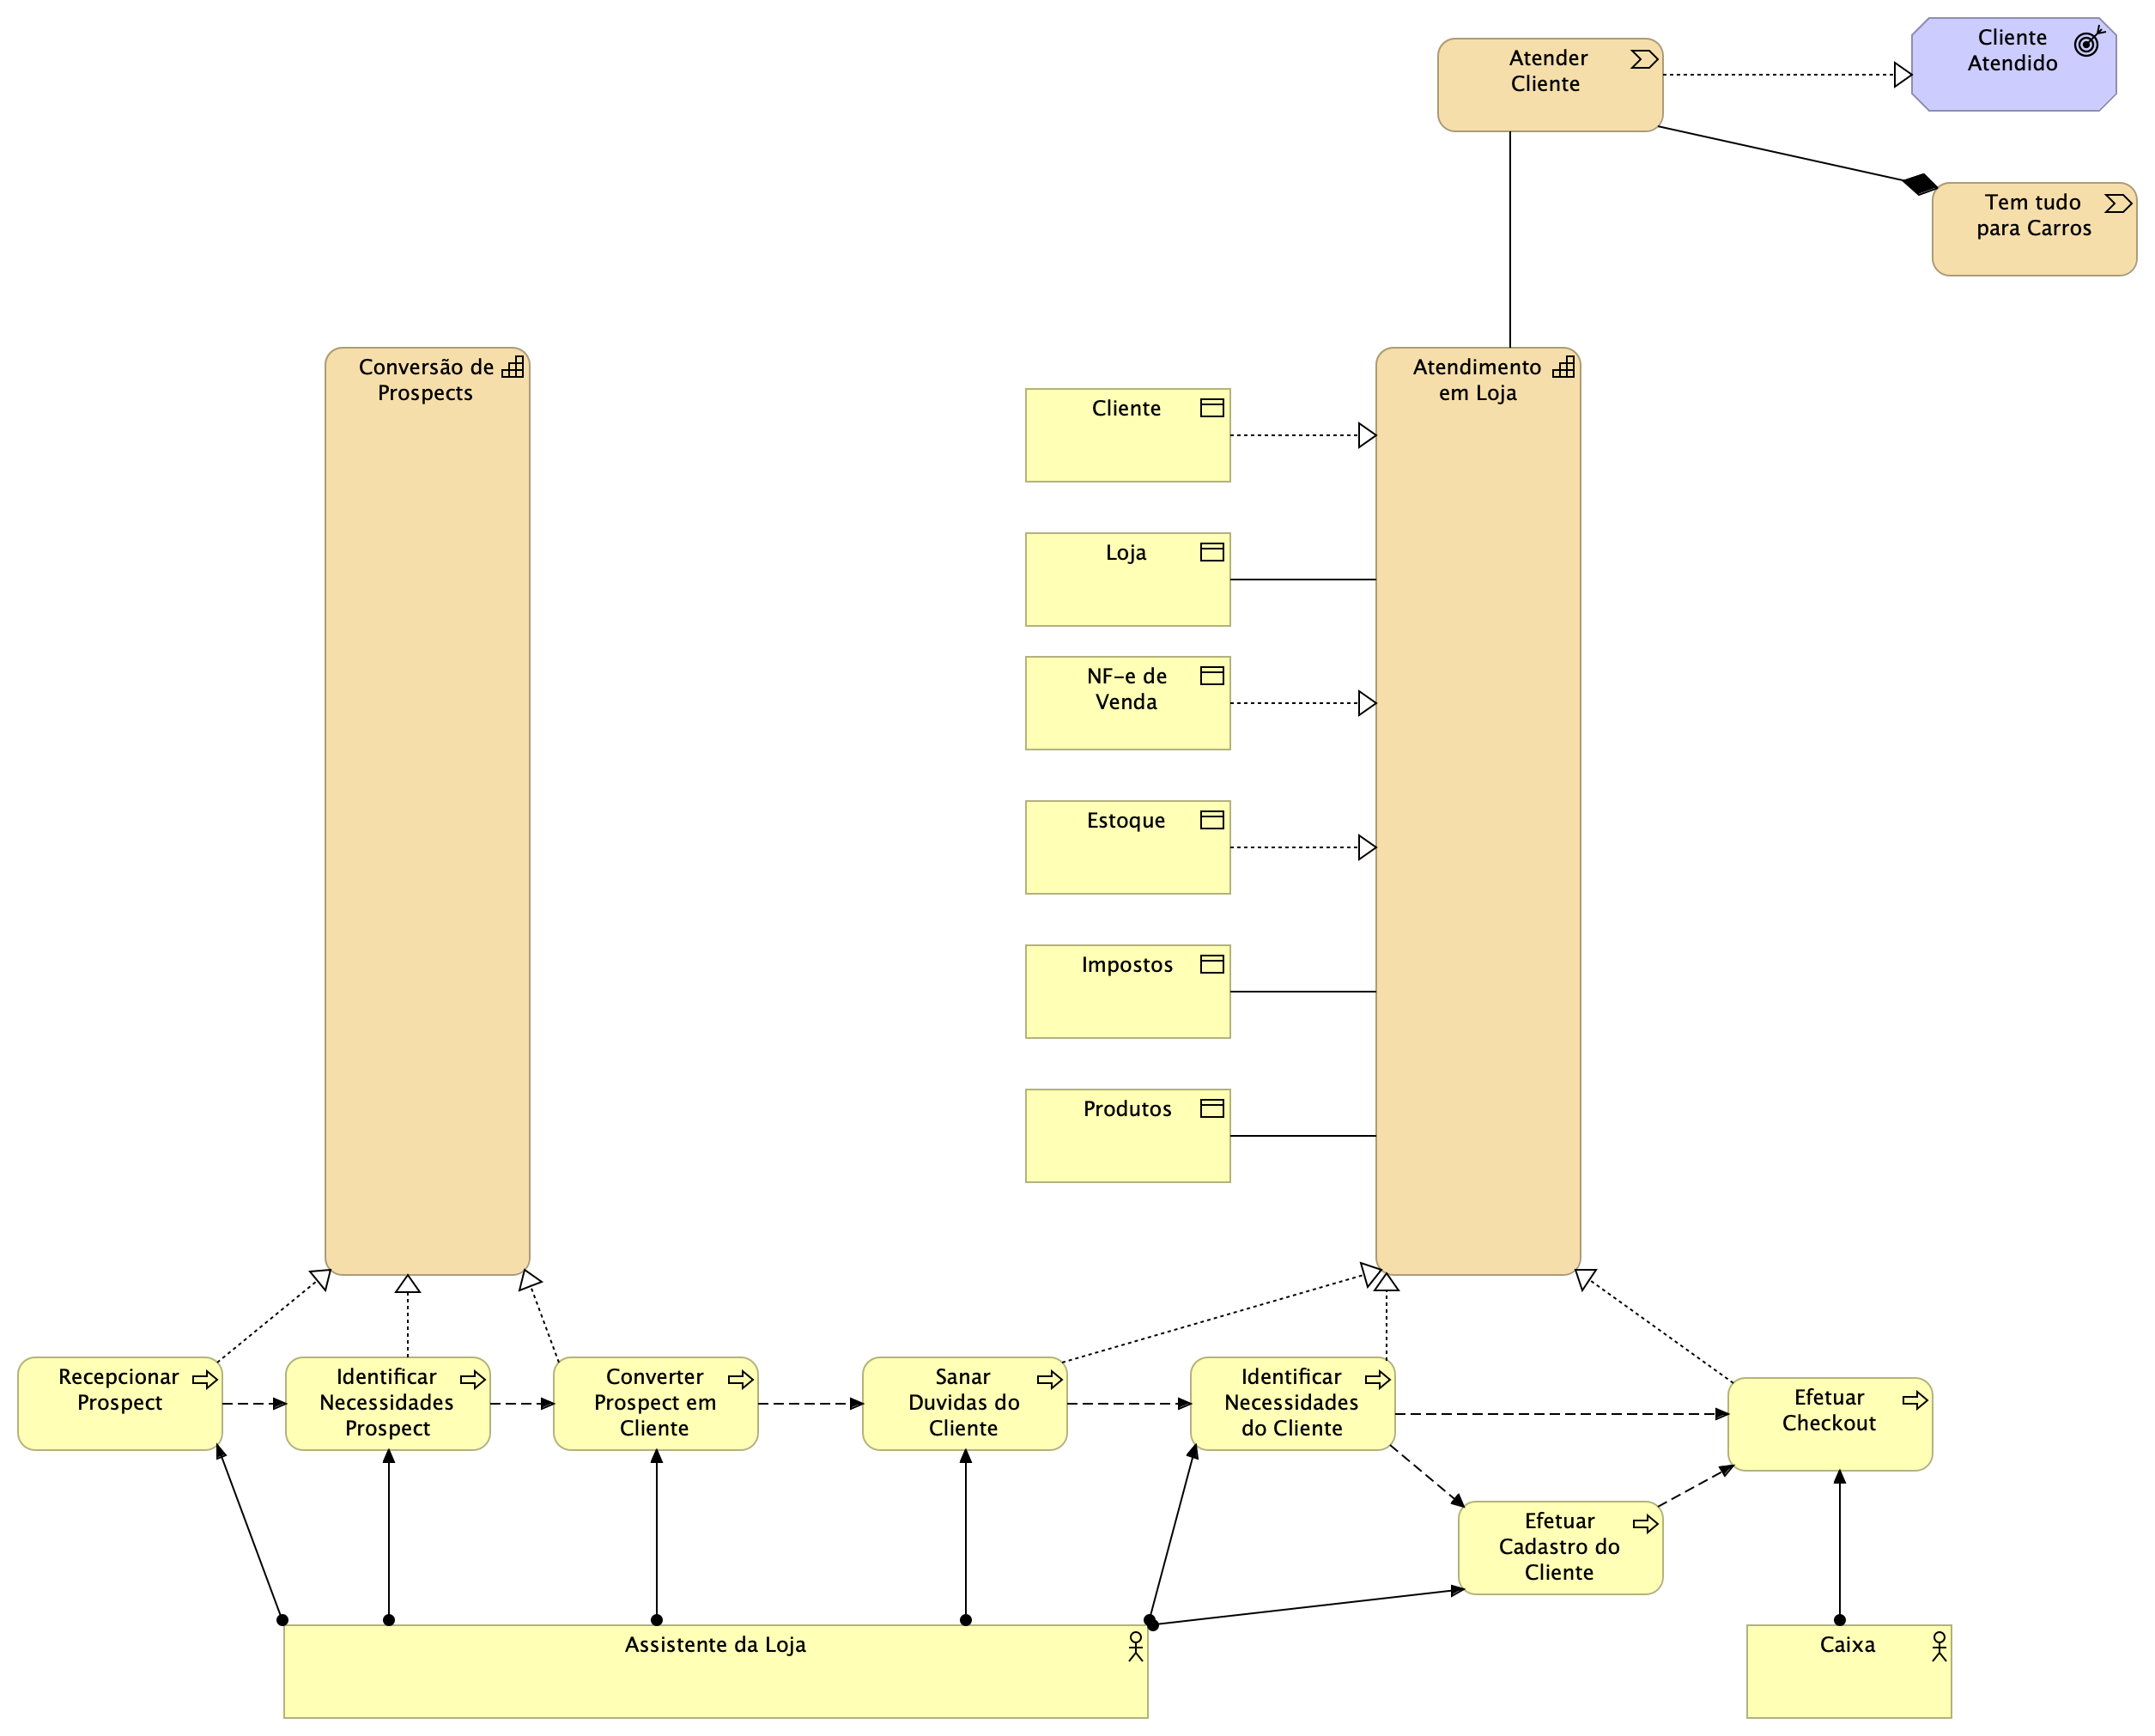 Atender
Cliente
Cliente
Atendido
Tem tudo
para Carros
Conversão de
Prospects
Atendimento
em Loja
Cliente
Loja
NF-e de
Venda
Estoque
Impostos
Produtos
Recepcionar
Prospect
Identificar
Necessidades
Prospect
Converter
Prospect em
Cliente
Sanar
Duvidas do
Cliente
Identificar
Necessidades
do Cliente
Efetuar
Checkout
Efetuar
Cadastro do
Cliente
Assistente da Loja
Caixa